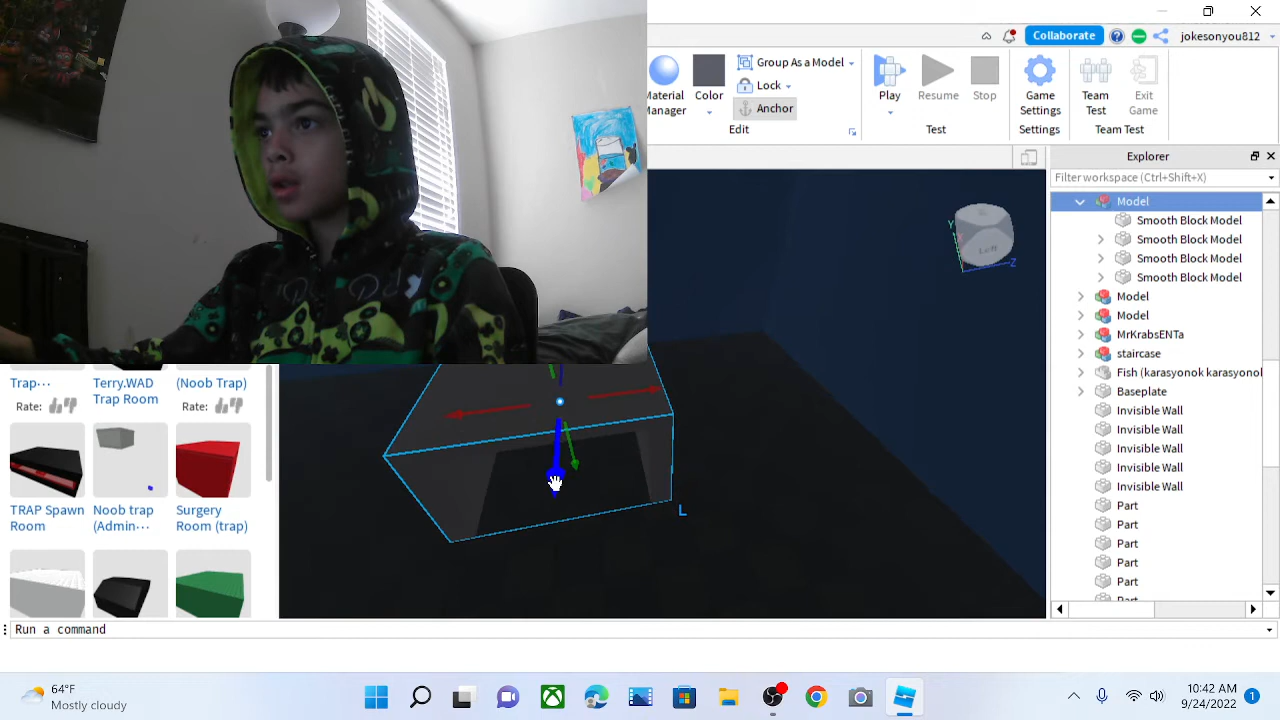 Collaborate
jokesonyou812
Material
Manager
Color
Group As a Model
Lock
Anchor
Edit
Play
Resume
Stop
Test
Game
Settings
Settings
Team
Test
Exit
Game
Team Test
Explorer
Filter workspace (Ctrl+Shift+X)
Model
Smooth Block Model
Smooth Block Model
Smooth Block Model
Smooth Block Model
Model
Model
MrKrabsENTa
staircase
Fish (karasyonok karasyonol
Baseplate
Invisible Wall
Invisible Wall
Invisible Wall
Invisible Wall
Invisible Wall
Part
Part
Part
Part
Part
Part
Y
Left
Z
L
Trap···
Rate:
Terry.WAD
Trap Room
(Noob Trap)
Rate:
TRAP Spawn
Room
Noob trap
(Admin···
Surgery
Room (trap)
Run a command
64°F
Mostly cloudy
10:42 AM
9/24/2022
1